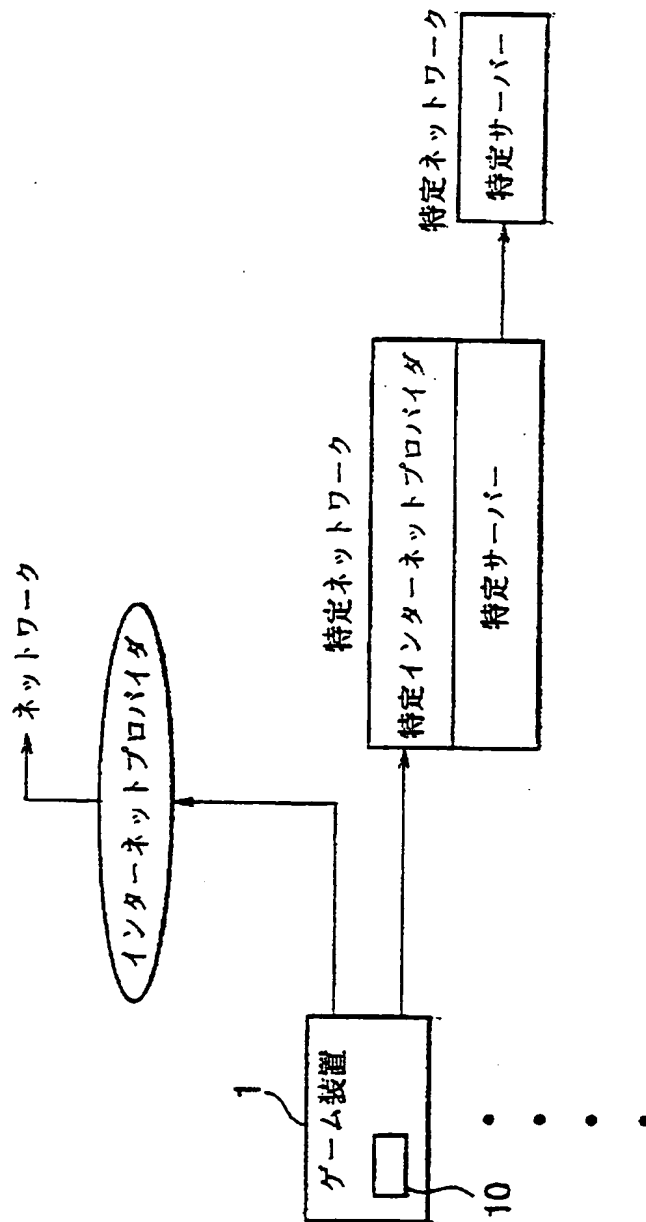 1
ゲーム装置
10
インターネットプロバイダ
ネットワーク
特定ネットワーク
特定インターネットプロバイダ
特定サーバー
特定ネットワーク
特定サーバー